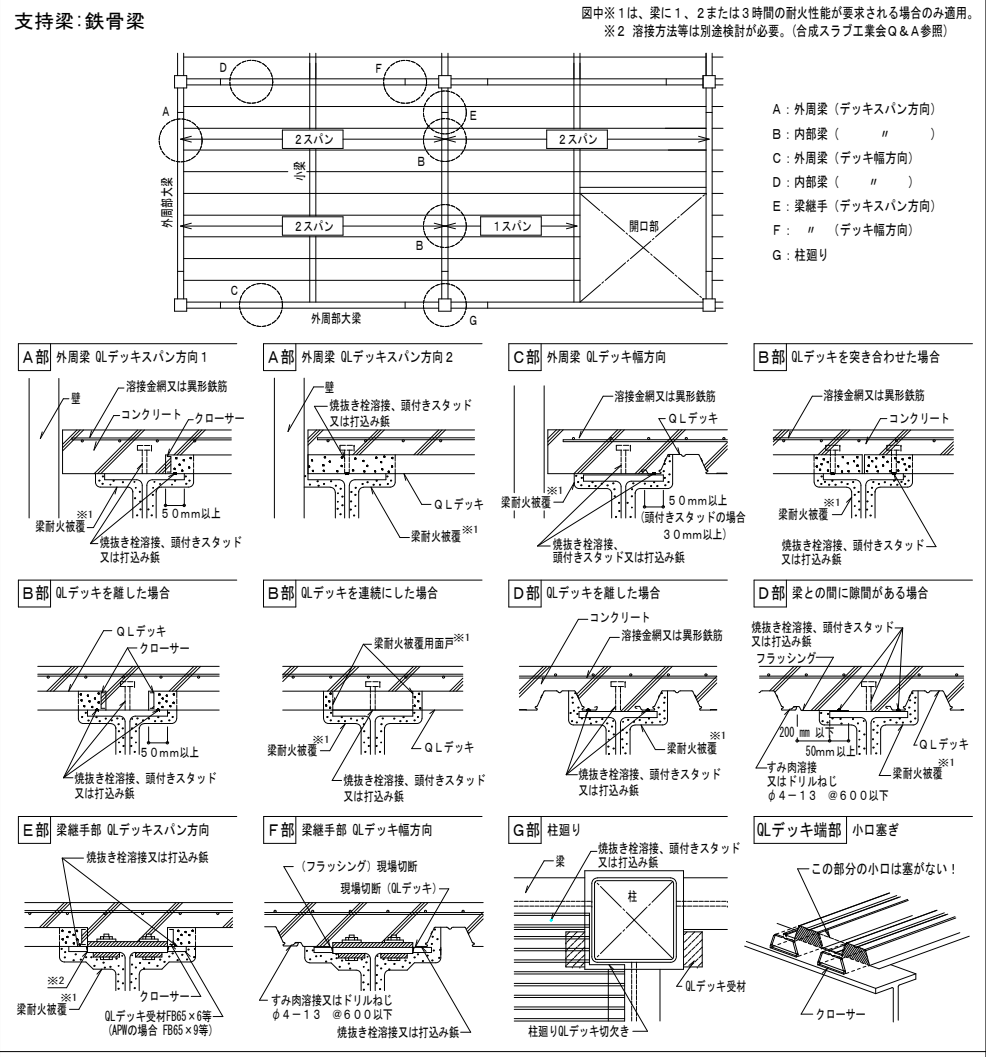 支持梁:鉄骨梁
図中※1は、梁に1、2または3時間の耐火性能が要求される場合のみ適用。
※2 溶接方法等は別途検討が必要。(合成スラブ工業会Q&A参照)
D
F
A
E
2スパン
2スパン
B
小梁
外周部大梁
2スパン
1スパン
開口部
B
C
外周部大梁
G
A:外周梁(デッキスパン方向)
B:内部梁( 〃 )
C:外周梁(デッキ幅方向)
D:内部梁( 〃 )
E:梁継手(デッキスパン方向)
F: 〃 (デッキ幅方向)
G:柱廻り
A部 外周梁 QLデッキスパン方向1
壁
溶接金網又は異形鉄筋
コンクリート
クローサー
※1
梁耐火被覆
50mm以上
焼抜き栓溶接、頭付きスタッド
又は打込み鋲
A部 外周梁 QLデッキスパン方向2
壁
焼抜き栓溶接、頭付きスタッド
又は打込み鋲
QLデッキ
梁耐火被覆※1
C部 外周梁 QLデッキ幅方向
溶接金網又は異形鉄筋
QLデッキ
※1
梁耐火被覆
50mm以上
(頭付きスタッドの場合
30mm以上)
焼抜き栓溶接、
頭付きスタッド又は打込み鋲
B部 QLデッキを突き合わせた場合
溶接金網又は異形鉄筋
コンクリート
※1
梁耐火被覆
焼抜き栓溶接、頭付きスタッド
又は打込み鋲
B部 QLデッキを離した場合
QLデッキ
クローサー
※1
梁耐火被覆
50mm以上
焼抜き栓溶接、頭付きスタッド
又は打込み鋲
B部 QLデッキを連続にした場合
梁耐火被覆用面戸※1
※1
梁耐火被覆
QLデッキ
焼抜き栓溶接、頭付きスタッド
又は打込み鋲
D部 QLデッキを離した場合
コンクリート
溶接金網又は異形鉄筋
※1
梁耐火被覆
焼抜き栓溶接、頭付きスタッド
又は打込み鋲
D部 梁との間に隙間がある場合
焼抜き栓溶接、頭付きスタッド
又は打込み鋲
フラッシング
200mm以下
50mm以上
QLデッキ
※1
梁耐火被覆
すみ肉溶接
又はドリルねじ
φ4-13 @600以下
E部 梁継手部 QLデッキスパン方向
焼抜き栓溶接又は打込み鋲
※2
※1
梁耐火被覆
クローサー
QLデッキ受材FB65×6等
(APWの場合 FB65×9等)
F部 梁継手部 QLデッキ幅方向
(フラッシング)現場切断
現場切断(QLデッキ)
すみ肉溶接又はドリルねじ
φ4-13 @600以下
焼抜き栓溶接又は打込み鋲
G部 柱廻り
焼抜き栓溶接、頭付きスタッド
又は打込み鋲
梁
柱
QLデッキ受材
柱廻りQLデッキ切欠き
QLデッキ端部 小口塞ぎ
この部分の小口は塞がない!
クローサー